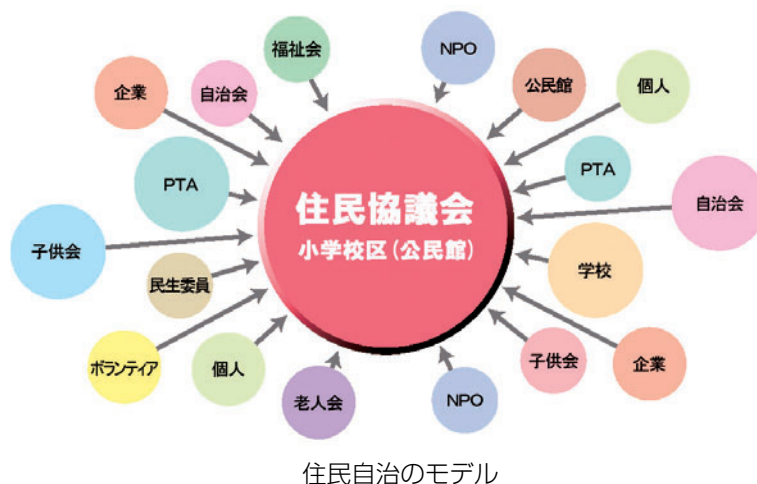 福祉会
NPO
企業
自治会
公民館
個人
PTA
PTA
自治会
住民協議会
小学校区(公民館)
子供会
学校
民生委員
ボランティア
個人
老人会
NPO
子供会
企業
住民自治のモデル